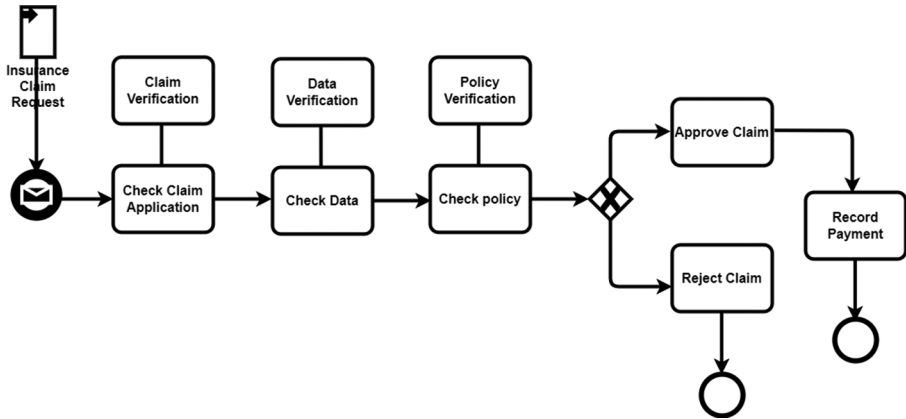 Insurance
Claim
Request
Claim
Verification
Data
Verification
Policy
Verification
Check Claim
Application
Check Data
Check policy
Approve Claim
Record
Payment
Reject Claim